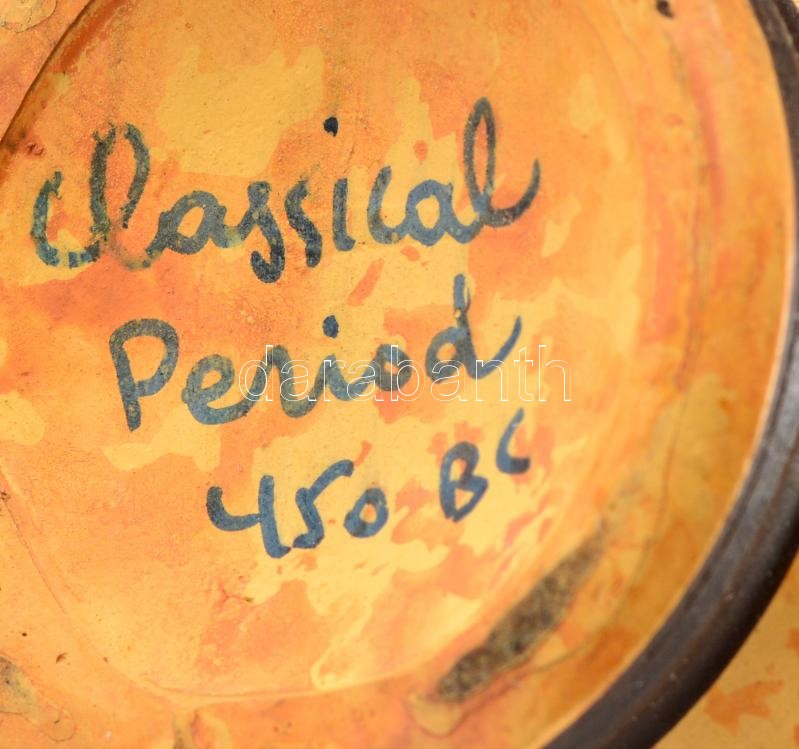 Classical
Period
darabanth
450 BC